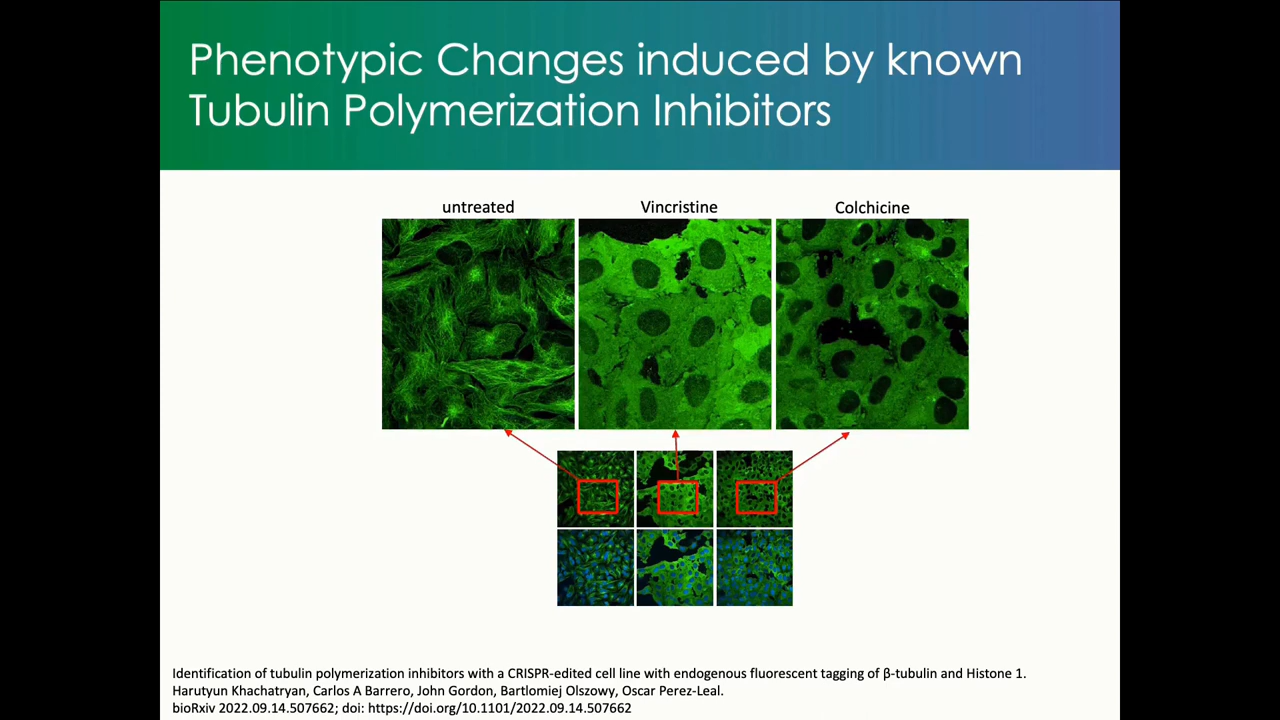 Phenotypic Changes induced by known
Tubulin Polymerization Inhibitors
untreated
Vincristine
Colchicine
Identification of tubulin polymerization inhibitors with a CRISPR-edited cell line with endogenous fluorescent tagging of β-tubulin and Histone 1.
Harutyun Khachatryan, Carlos A Barrero, John Gordon, Bartlomiej Olszowy, Oscar Perez-Leal.
bioRxiv 2022.09.14.507662; doi: https://doi.org/10.1101/2022.09.14.507662